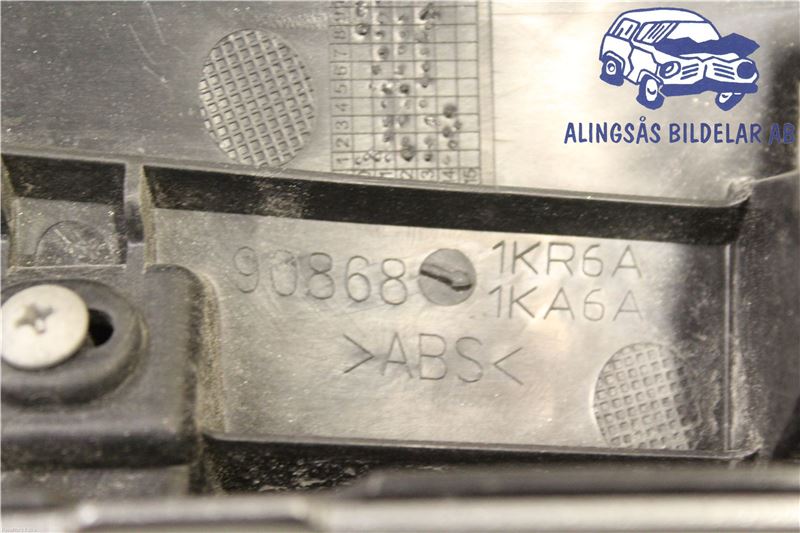 ALINGSÅS BILDELAR AB
90868 1KR6A
1KA6A
>ABS<